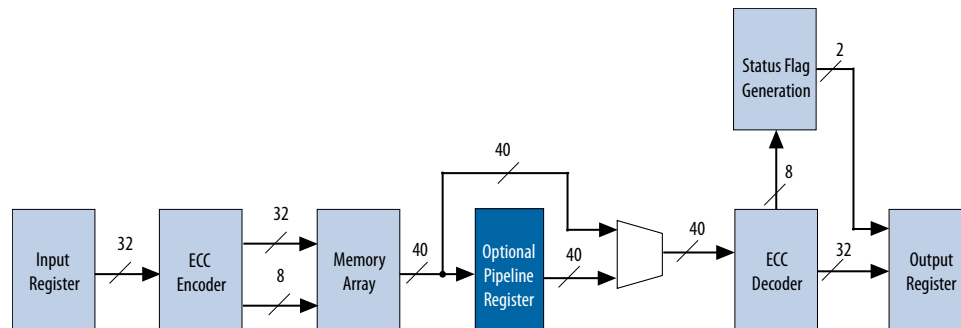 2
Status Flag
Generation
40
8
32
32
8
Input
Register
ECC
Encoder
Memory
Array
40
Optional
Pipeline
Register
40
40
ECC
Decoder
32
Output
Register